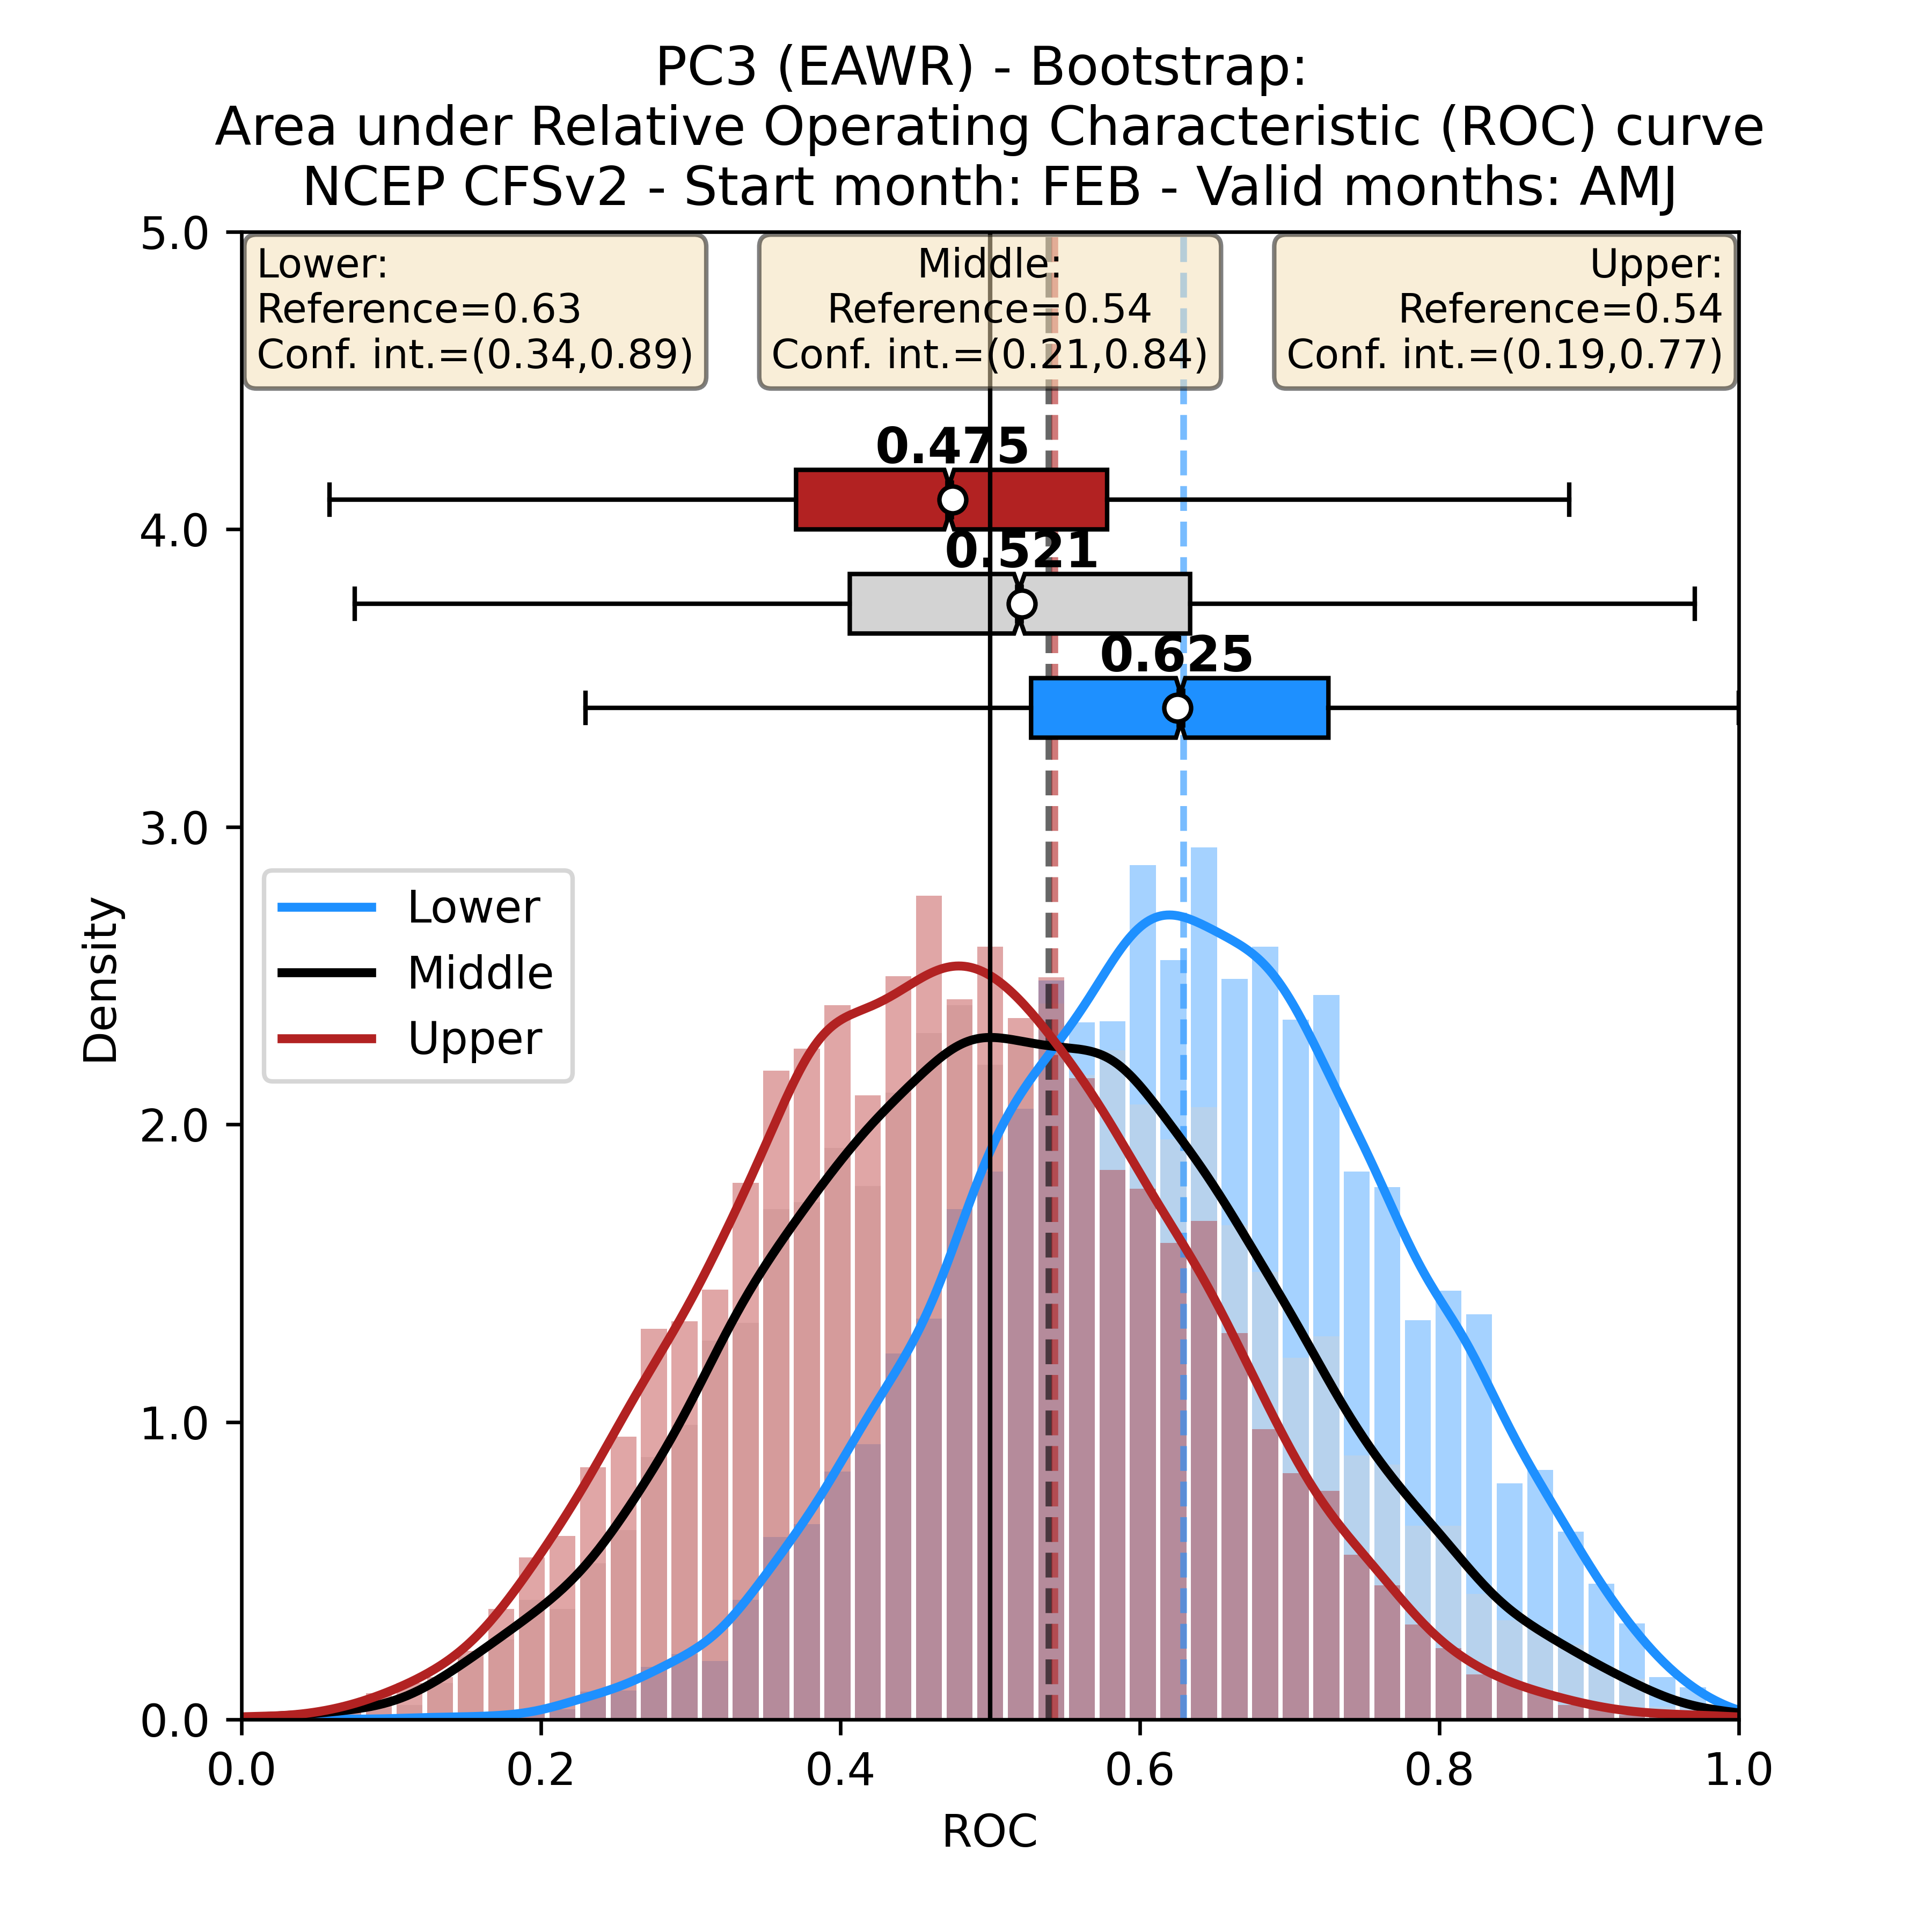 PC3 (EAWR) - Bootstrap:
Area under Relative Operating Characteristic (ROC) curve
NCEP CFSv2 - Start month: FEB - Valid months: AMJ
Lower:
Reference=0.63
Conf. int.=(0.34,0.89)
Middle:
Reference=0.54
Conf. int.=(0.21,0.84)
Upper:
Reference=0.54
Conf. int.=(0.19,0.77)
0.475
0.521
0.625
Lower
Middle
Upper
Density
5.0
4.0
3.0
2.0
1.0
0.0
0.0 0.2 0.4 0.6 0.8 1.0
ROC